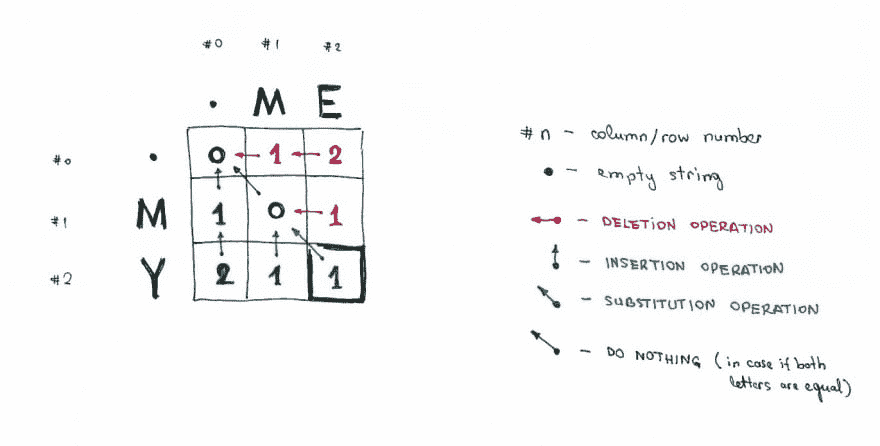 #0 #1 #2
• M E
#0 • 0 1 2
#1 M 1 0 1
#2 Y 2 1 1
#n – column/row number
• – empty string
– DELETION OPERATION
– INSERTION OPERATION
– SUBSTITUTION OPERATION
– DO NOTHING (in case if both
letters are equal)